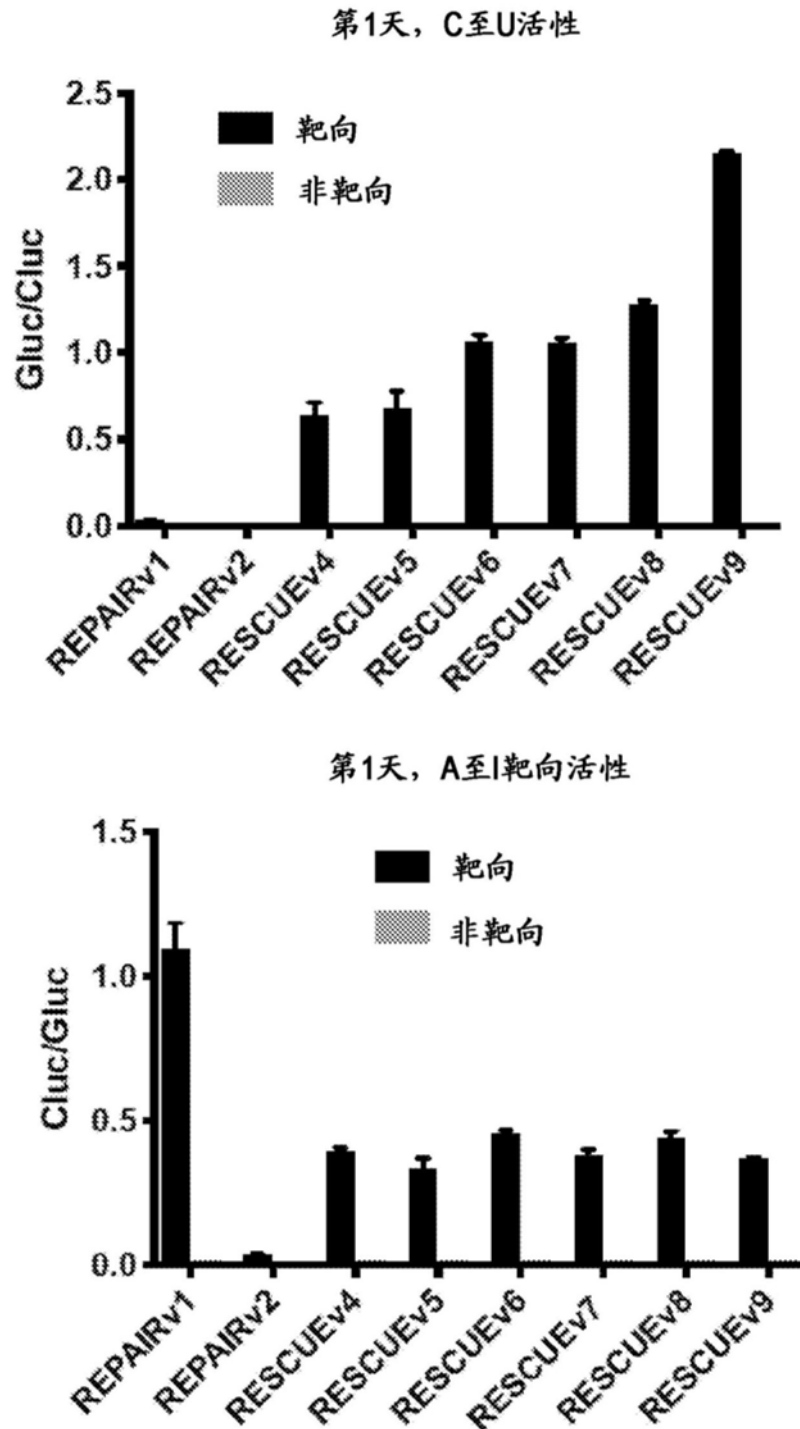 第1天，C至U活性
2.5
靶向
2.0
非靶向
1.5
Gluc/Cluc
1.0
0.5
0.0
REPAIRv1
REPAIRv2
RESCUEv4
RESCUEv5
RESCUEv6
RESCUEv7
RESCUEv8
RESCUEv9
第1天，A至I靶向活性
1.5
靶向
非靶向
1.0
Cluc/Gluc
0.5
0.0
REPAIRv1
REPAIRv2
RESCUEv4
RESCUEv5
RESCUEv6
RESCUEv7
RESCUEv8
RESCUEv9